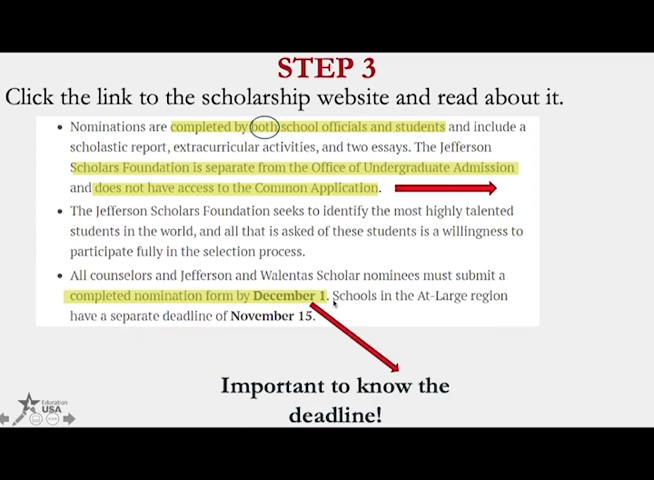 STEP 3
Click the link to the scholarship website and read about it.
• Nominations are completed by both school officials and students and include a
scholastic report, extracurricular activities, and two essays. The Jefferson
Scholars Foundation is separate from the Office of Undergraduate Admission
and does not have access to the Common Application.
• The Jefferson Scholars Foundation seeks to identify the most highly talented
students in the world, and all that is asked of these students is a willingness to
participate fully in the selection process.
• All counselors and Jefferson and Walentas Scholar nominees must submit a
completed nomination form by December 1. Schools in the At-Large region
have a separate deadline of November 15.
Important to know the
deadline!
Education
USA